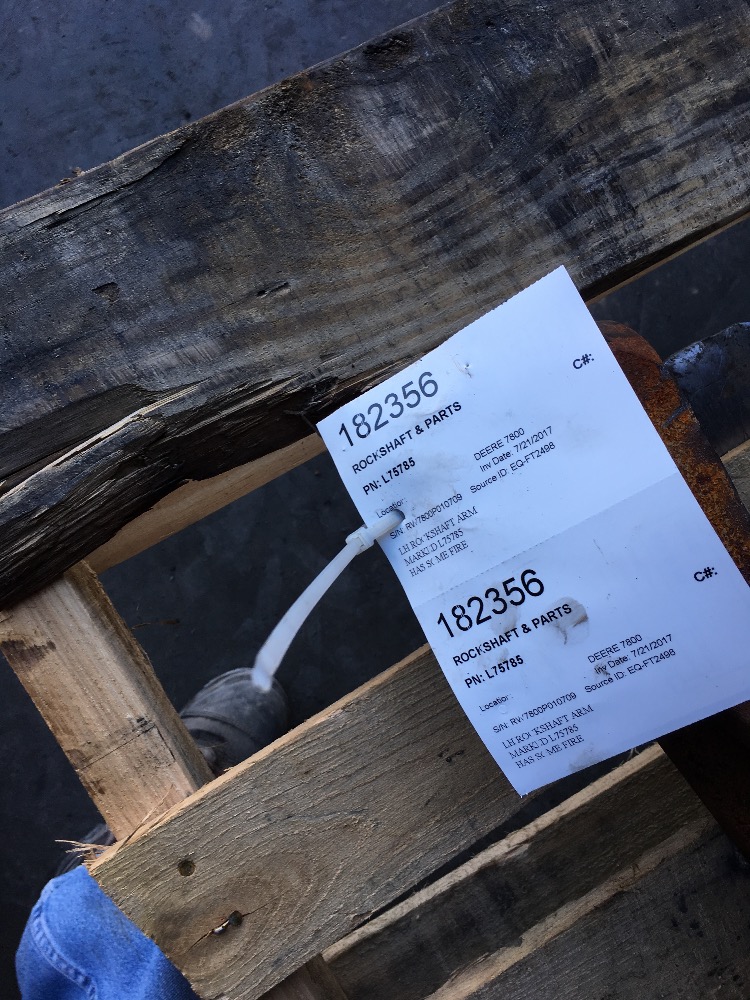 182356
C#:
ROCKSHAFT & PARTS
PN: L75785
DEERE 7800
Inv Date: 7/21/2017
Source ID: EQ-FT2498
Location:
S/N: RW7800P010709
LH ROCKSHAFT ARM
MARKED L75785
HAS SOME FIRE
182356
C#:
ROCKSHAFT & PARTS
PN: L75785
DEERE 7800
Inv Date: 7/21/2017
Source ID: EQ-FT2498
Location:
S/N: RW7800P010709
LH ROCKSHAFT ARM
MARKED L75785
HAS SOME FIRE